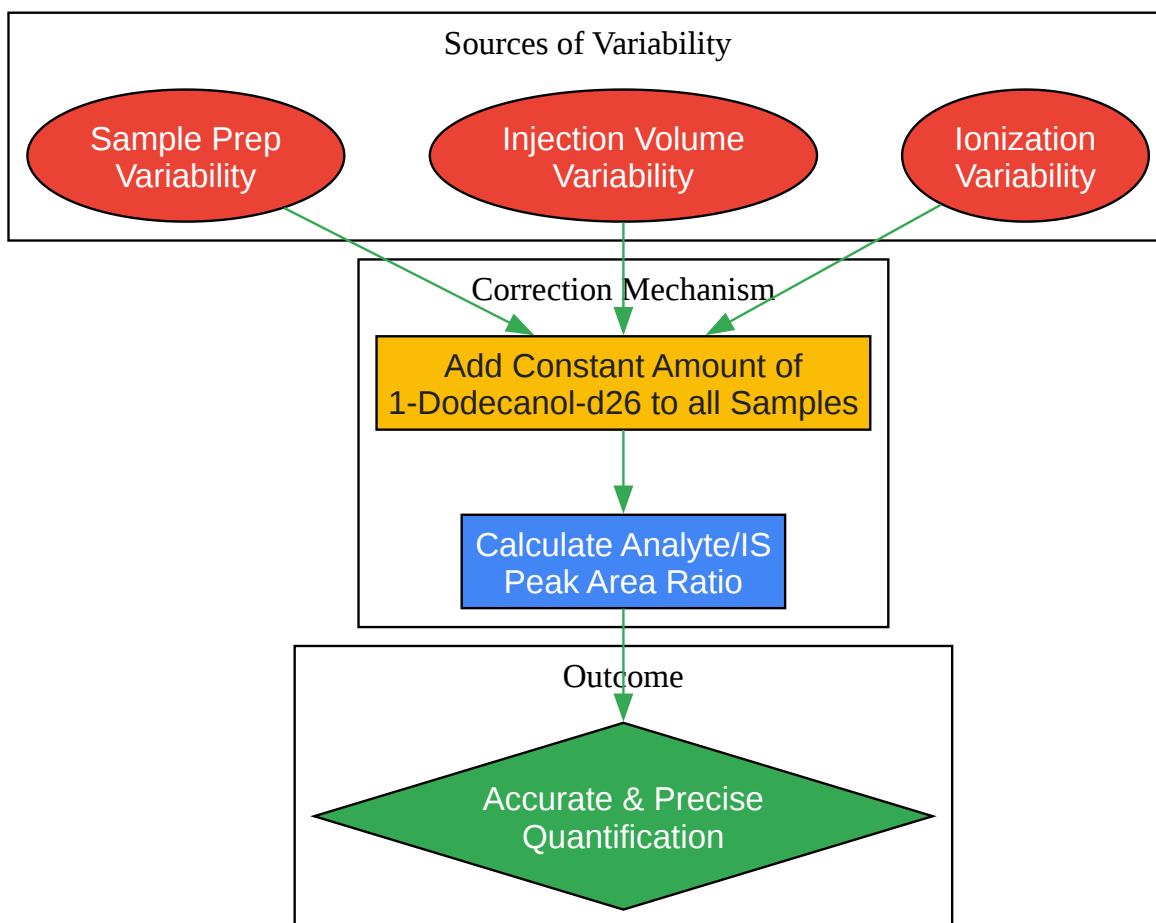 Sources of Variability
Sample Prep
Variability
Injection Volume
Variability
Ionization
Variability
Correction Mechanism
Add Constant Amount of
1-Dodecanol-d26 to all Samples
Calculate Analyte/IS
Peak Area Ratio
Outcome
Accurate & Precise
Quantification